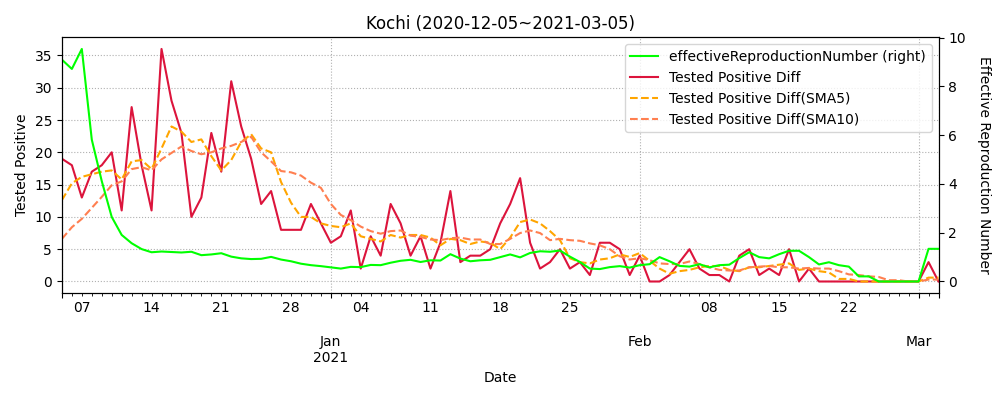 Kochi (2020-12-05~2021-03-05)
effectiveReproductionNumber (right)
Tested Positive Diff
Tested Positive Diff(SMA5)
Tested Positive Diff(SMA10)
Tested Positive
35
30
25
20
15
10
5
0
10
8
6
4
2
0
Effective Reproductive Number
07 14 21 28 04 11 18 25 08 15 22
Jan Feb Mar
2021
Date